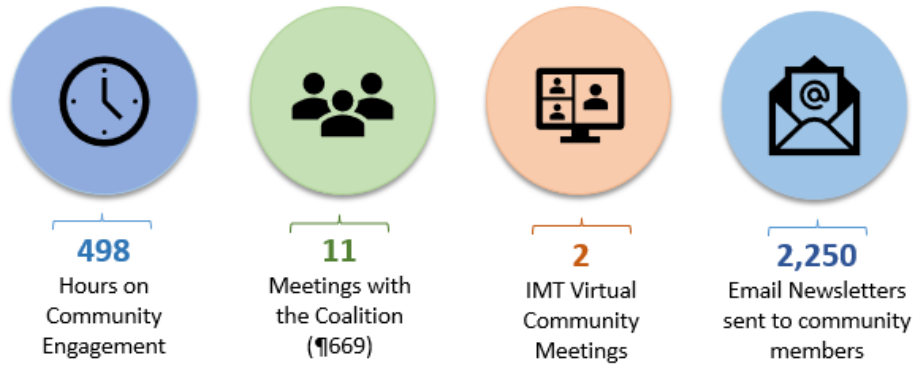 @
498
Hours on
Community
Engagement
11
Meetings with
the Coalition
(¶669)
2
IMT Virtual
Community
Meetings
2,250
Email Newsletters
sent to community
members